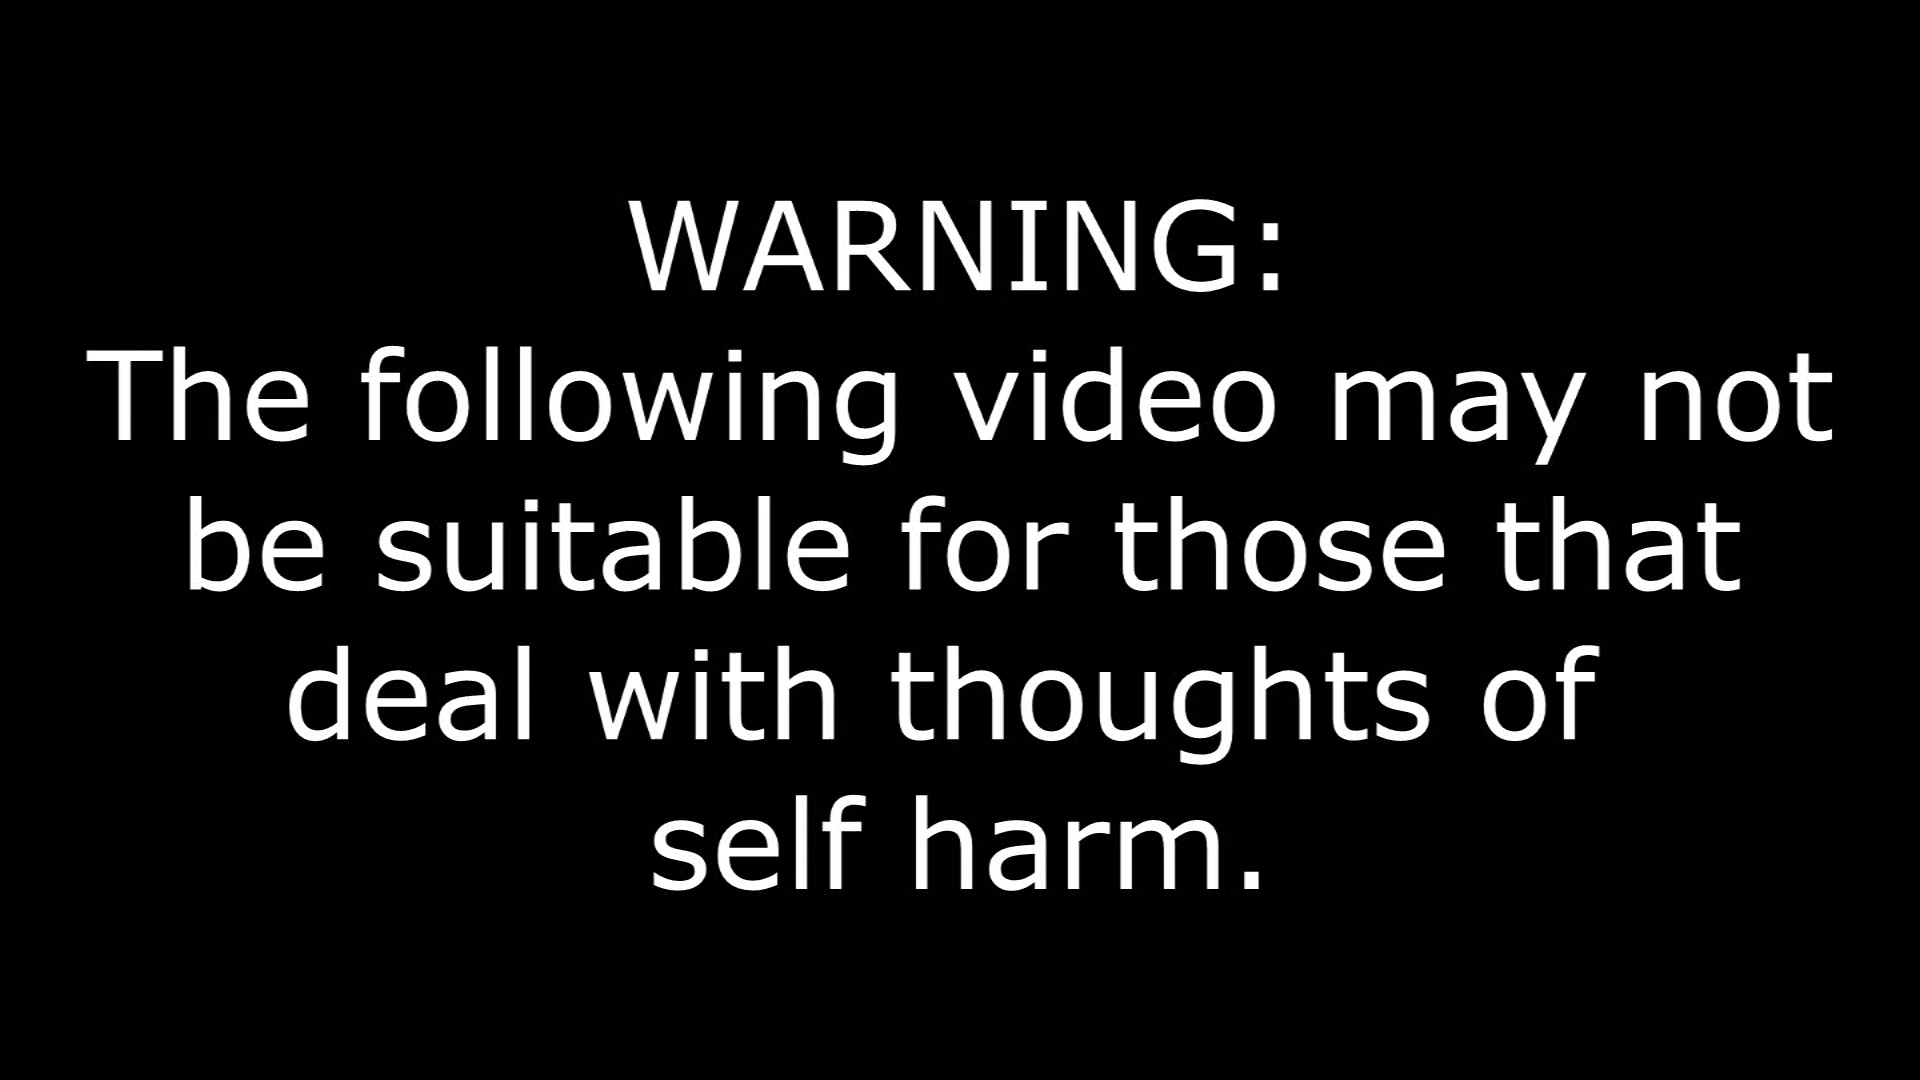 WARNING:
The following video may not
be suitable for those that
deal with thoughts of
self harm.